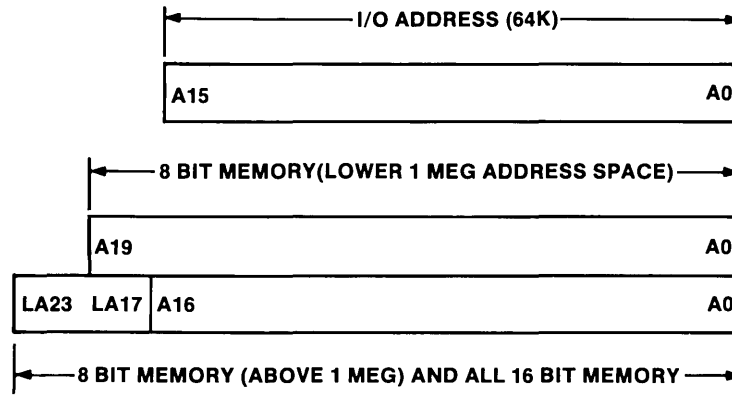 I/O ADDRESS (64K)
A15 A0
8 BIT MEMORY(LOWER 1 MEG ADDRESS SPACE)
A19 A0
LA23 LA17 A16 A0
8 BIT MEMORY (ABOVE 1 MEG) AND ALL 16 BIT MEMORY